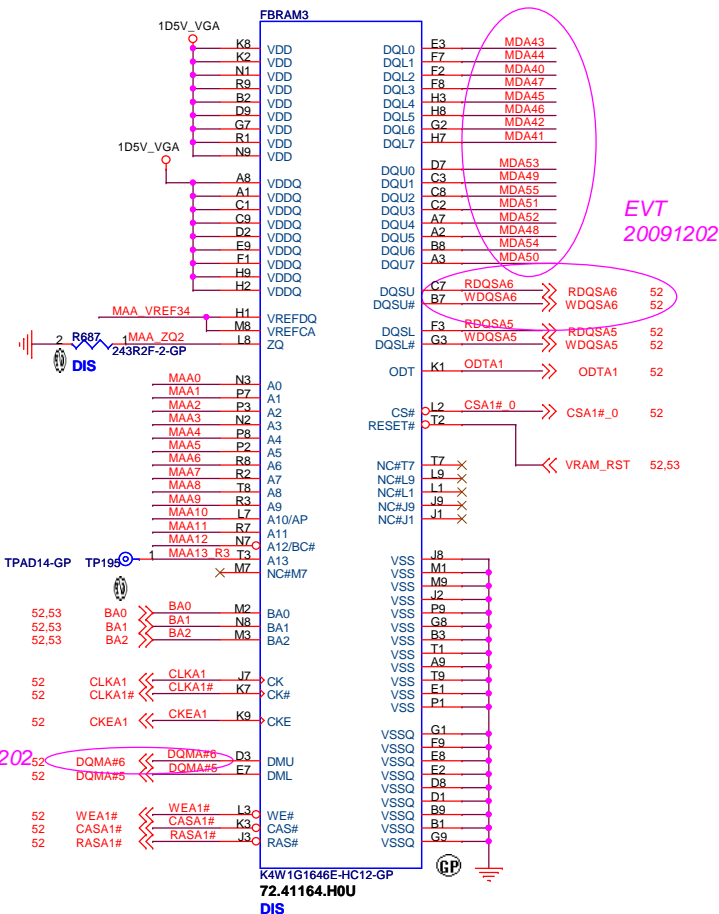 FBRAM3
1D5V_VGA
K8 VDD DQL0 E3 MDA43
K2 VDD DQL1 F7 MDA44
N1 VDD DQL2 F2 MDA40
R9 VDD DQL3 F8 MDA47
B2 VDD DQL4 H3 MDA45
D9 VDD DQL5 H8 MDA46
G7 VDD DQL6 G2 MDA42
R1 VDD DQL7 H7 MDA41
N9 VDD
1D5V_VGA
A8 VDDQ DQU0 D7 MDA53
A1 VDDQ DQU1 C3 MDA49
C1 VDDQ DQU2 C8 MDA55
C9 VDDQ DQU3 C2 MDA51
D2 VDDQ DQU4 A7 MDA52
E9 VDDQ DQU5 A2 MDA48
F1 VDDQ DQU6 B8 MDA54
H9 VDDQ DQU7 A3 MDA50
H2 VDDQ
EVT
20091202
DQSU C7 RDQSA6 RDQSA6 52
DQSU# B7 WDQSA6 WDQSA6 52
MAA_VREF34 H1 VREFDQ
M8 VREFCA
DQSL F3 RDQSA5 RDQSA5 52
DQSL# G3 WDQSA5 WDQSA5 52
2 R687 1 MAA_ZQ2 L8 ZQ
243R2F-2-GP
DIS
ODT K1 ODTA1 ODTA1 52
MAA0 N3 A0
MAA1 P7 A1
MAA2 P3 A2
MAA3 N2 A3
MAA4 P8 A4
MAA5 P2 A5
MAA6 R8 A6
MAA7 R2 A7
MAA8 T8 A8
MAA9 R3 A9
MAA10 L7 A10/AP
MAA11 R7 A11
MAA12 N7 A12/BC#
TPAD14-GP TP195 1 MAA13_R3 T3 A13
M7 NC#M7
CS# L2 CSA1#_0 CSA1#_0 52
RESET# T2
VRAM_RST 52,53
NC#T7 T7
NC#L9 L9
NC#L1 L1
NC#J9 J9
NC#J1 J1
VSS J8
VSS M1
VSS M9
VSS J2
VSS P9
VSS G8
VSS B3
VSS T1
VSS A9
VSS T9
VSS E1
VSS P1
52,53 BA0 BA0 M2 BA0
52,53 BA1 BA1 N8 BA1
52,53 BA2 BA2 M3 BA2
52 CLKA1 CLKA1 J7 CK
52 CLKA1# CLKA1# K7 CK#
52 CKEA1 CKEA1 K9 CKE
VSSQ G1
VSSQ F9
VSSQ E8
VSSQ E2
VSSQ D8
VSSQ D1
VSSQ B9
VSSQ B1
VSSQ G9
202
52 DQMA#6 DQMA#6 D3 DMU
52 DQMA#5 DQMA#5 E7 DML
52 WEA1# WEA1# L3 WE#
52 CASA1# CASA1# K3 CAS#
52 RASA1# RASA1# J3 RAS#
K4W1G1646E-HC12-GP
GP
72.41164.H0U
DIS